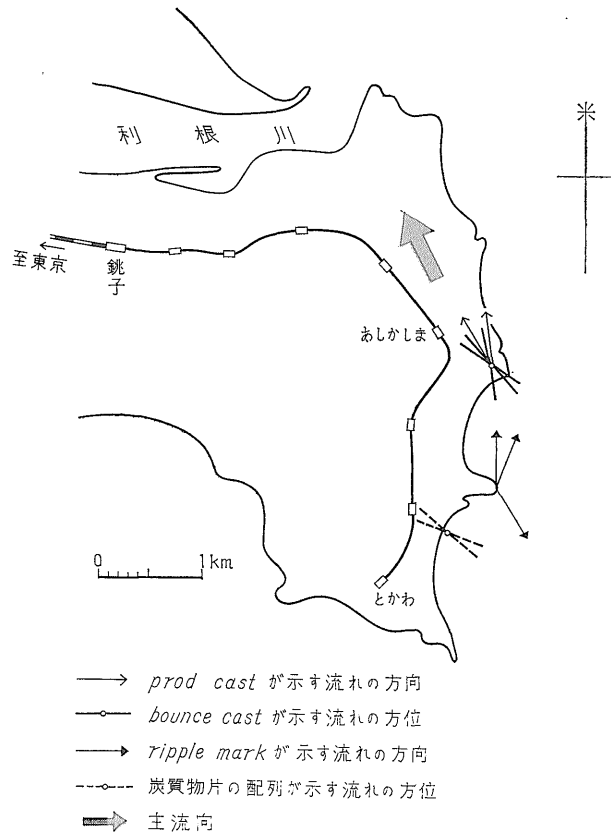 利根川
至東京
銚子
あしかしま
0 1km
とかわ
prod cast が示す流れの方向
bounce cast が示す流れの方位
ripple mark が示す流れの方向
炭質物片の配列が示す流れの方位
主流向